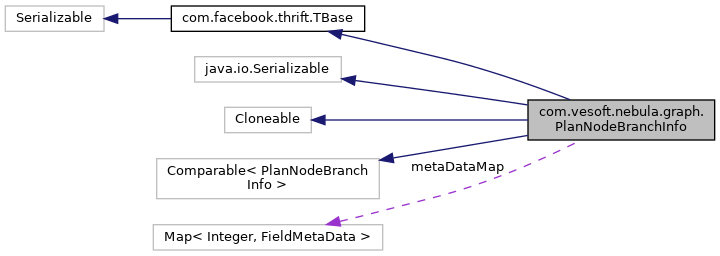 Serializable
com.facebook.thrift.TBase
java.io.Serializable
Cloneable
com.vesoft.nebula.graph.
PlanNodeBranchInfo
Comparable< PlanNodeBranch
Info >
metaDataMap
Map< Integer, FieldMetaData >